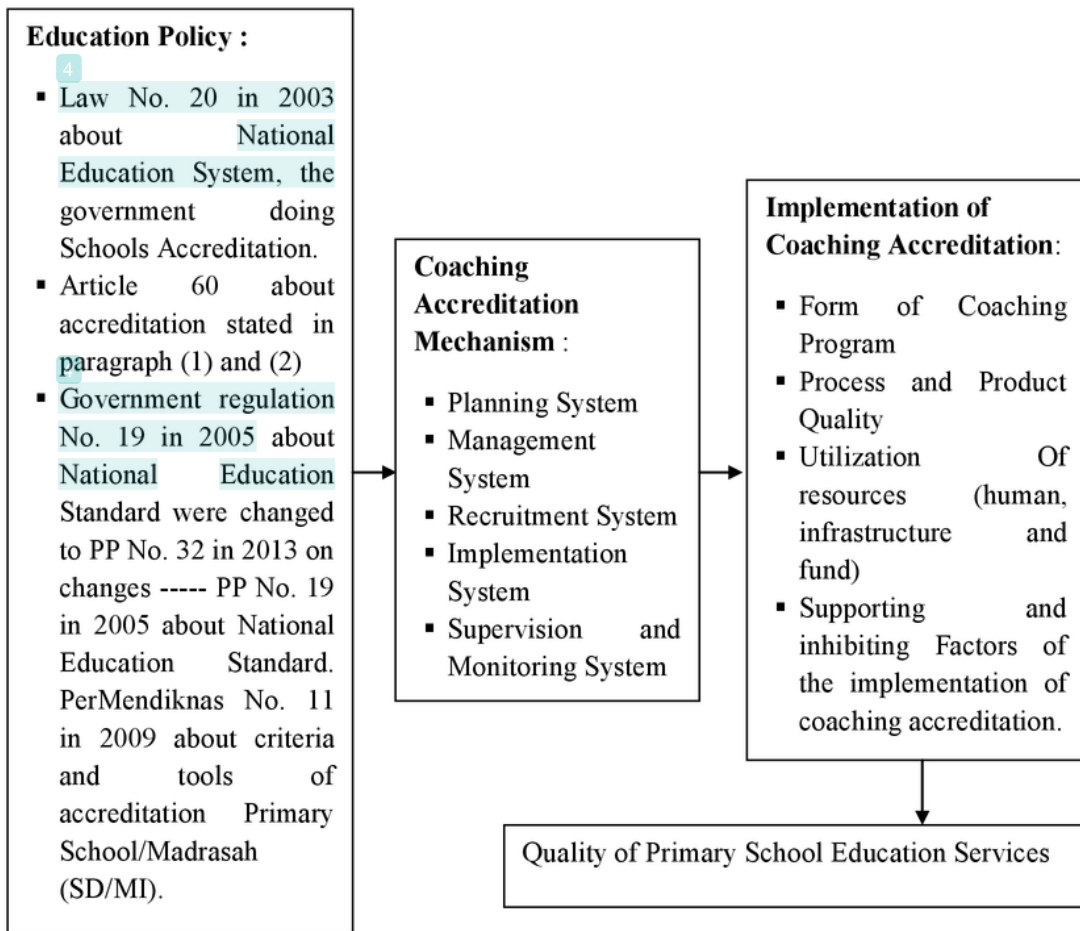 Education Policy :
4
▪ Law No. 20 in 2003
about National
Education System, the
government doing
Schools Accreditation.
▪ Article 60 about
accreditation stated in
paragraph (1) and (2)
▪ Government regulation
No. 19 in 2005 about
National Education
Standard were changed
to PP No. 32 in 2013 on
changes ----- PP No. 19
in 2005 about National
Education Standard.
PerMendiknas No. 11
in 2009 about criteria
and tools of
accreditation Primary
School/Madrasah
(SD/MI).
Coaching
Accreditation
Mechanism :
▪ Planning System
▪ Management
System
▪ Recruitment System
▪ Implementation
System
▪ Supervision and
Monitoring System
Implementation of
Coaching Accreditation:
▪ Form of Coaching
Program
▪ Process and Product
Quality
▪ Utilization Of
resources (human,
infrastructure and
fund)
▪ Supporting and
inhibiting Factors of
the implementation of
coaching accreditation.
Quality of Primary School Education Services